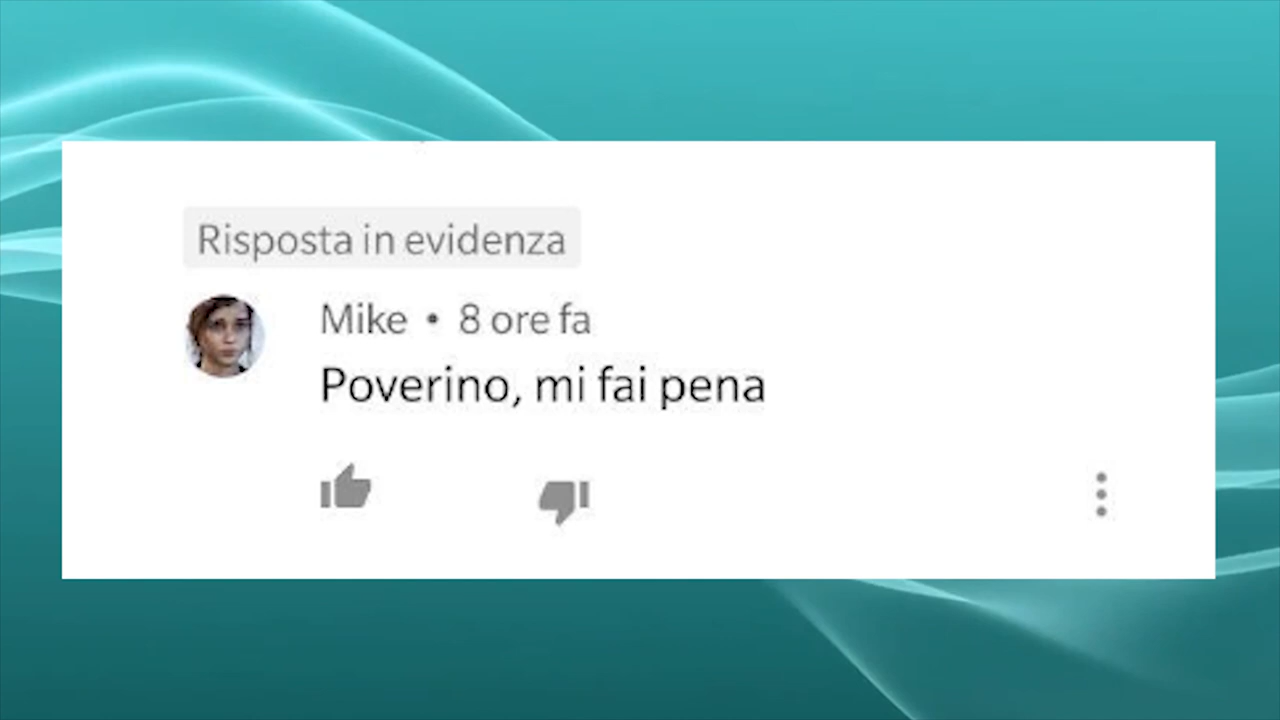 Risposta in evidenza
Mike • 8 ore fa
Poverino, mi fai pena